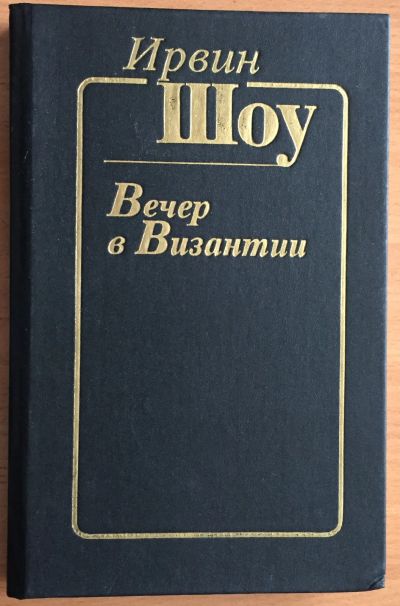 Ирвин
Шоу
Вечер
в Византии